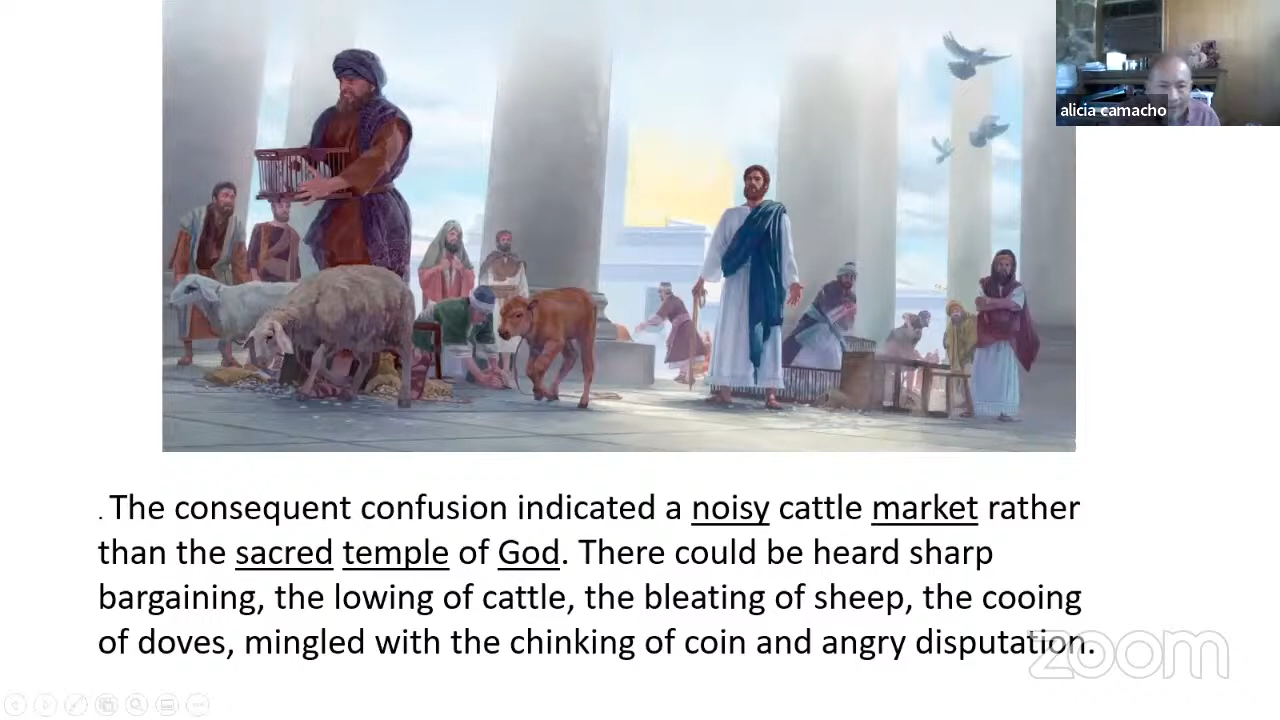 alicia camacho
. The consequent confusion indicated a noisy cattle market rather
than the sacred temple of God. There could be heard sharp
bargaining, the lowing of cattle, the bleating of sheep, the cooing
of doves, mingled with the chinking of coin and angry disputation.
zoom